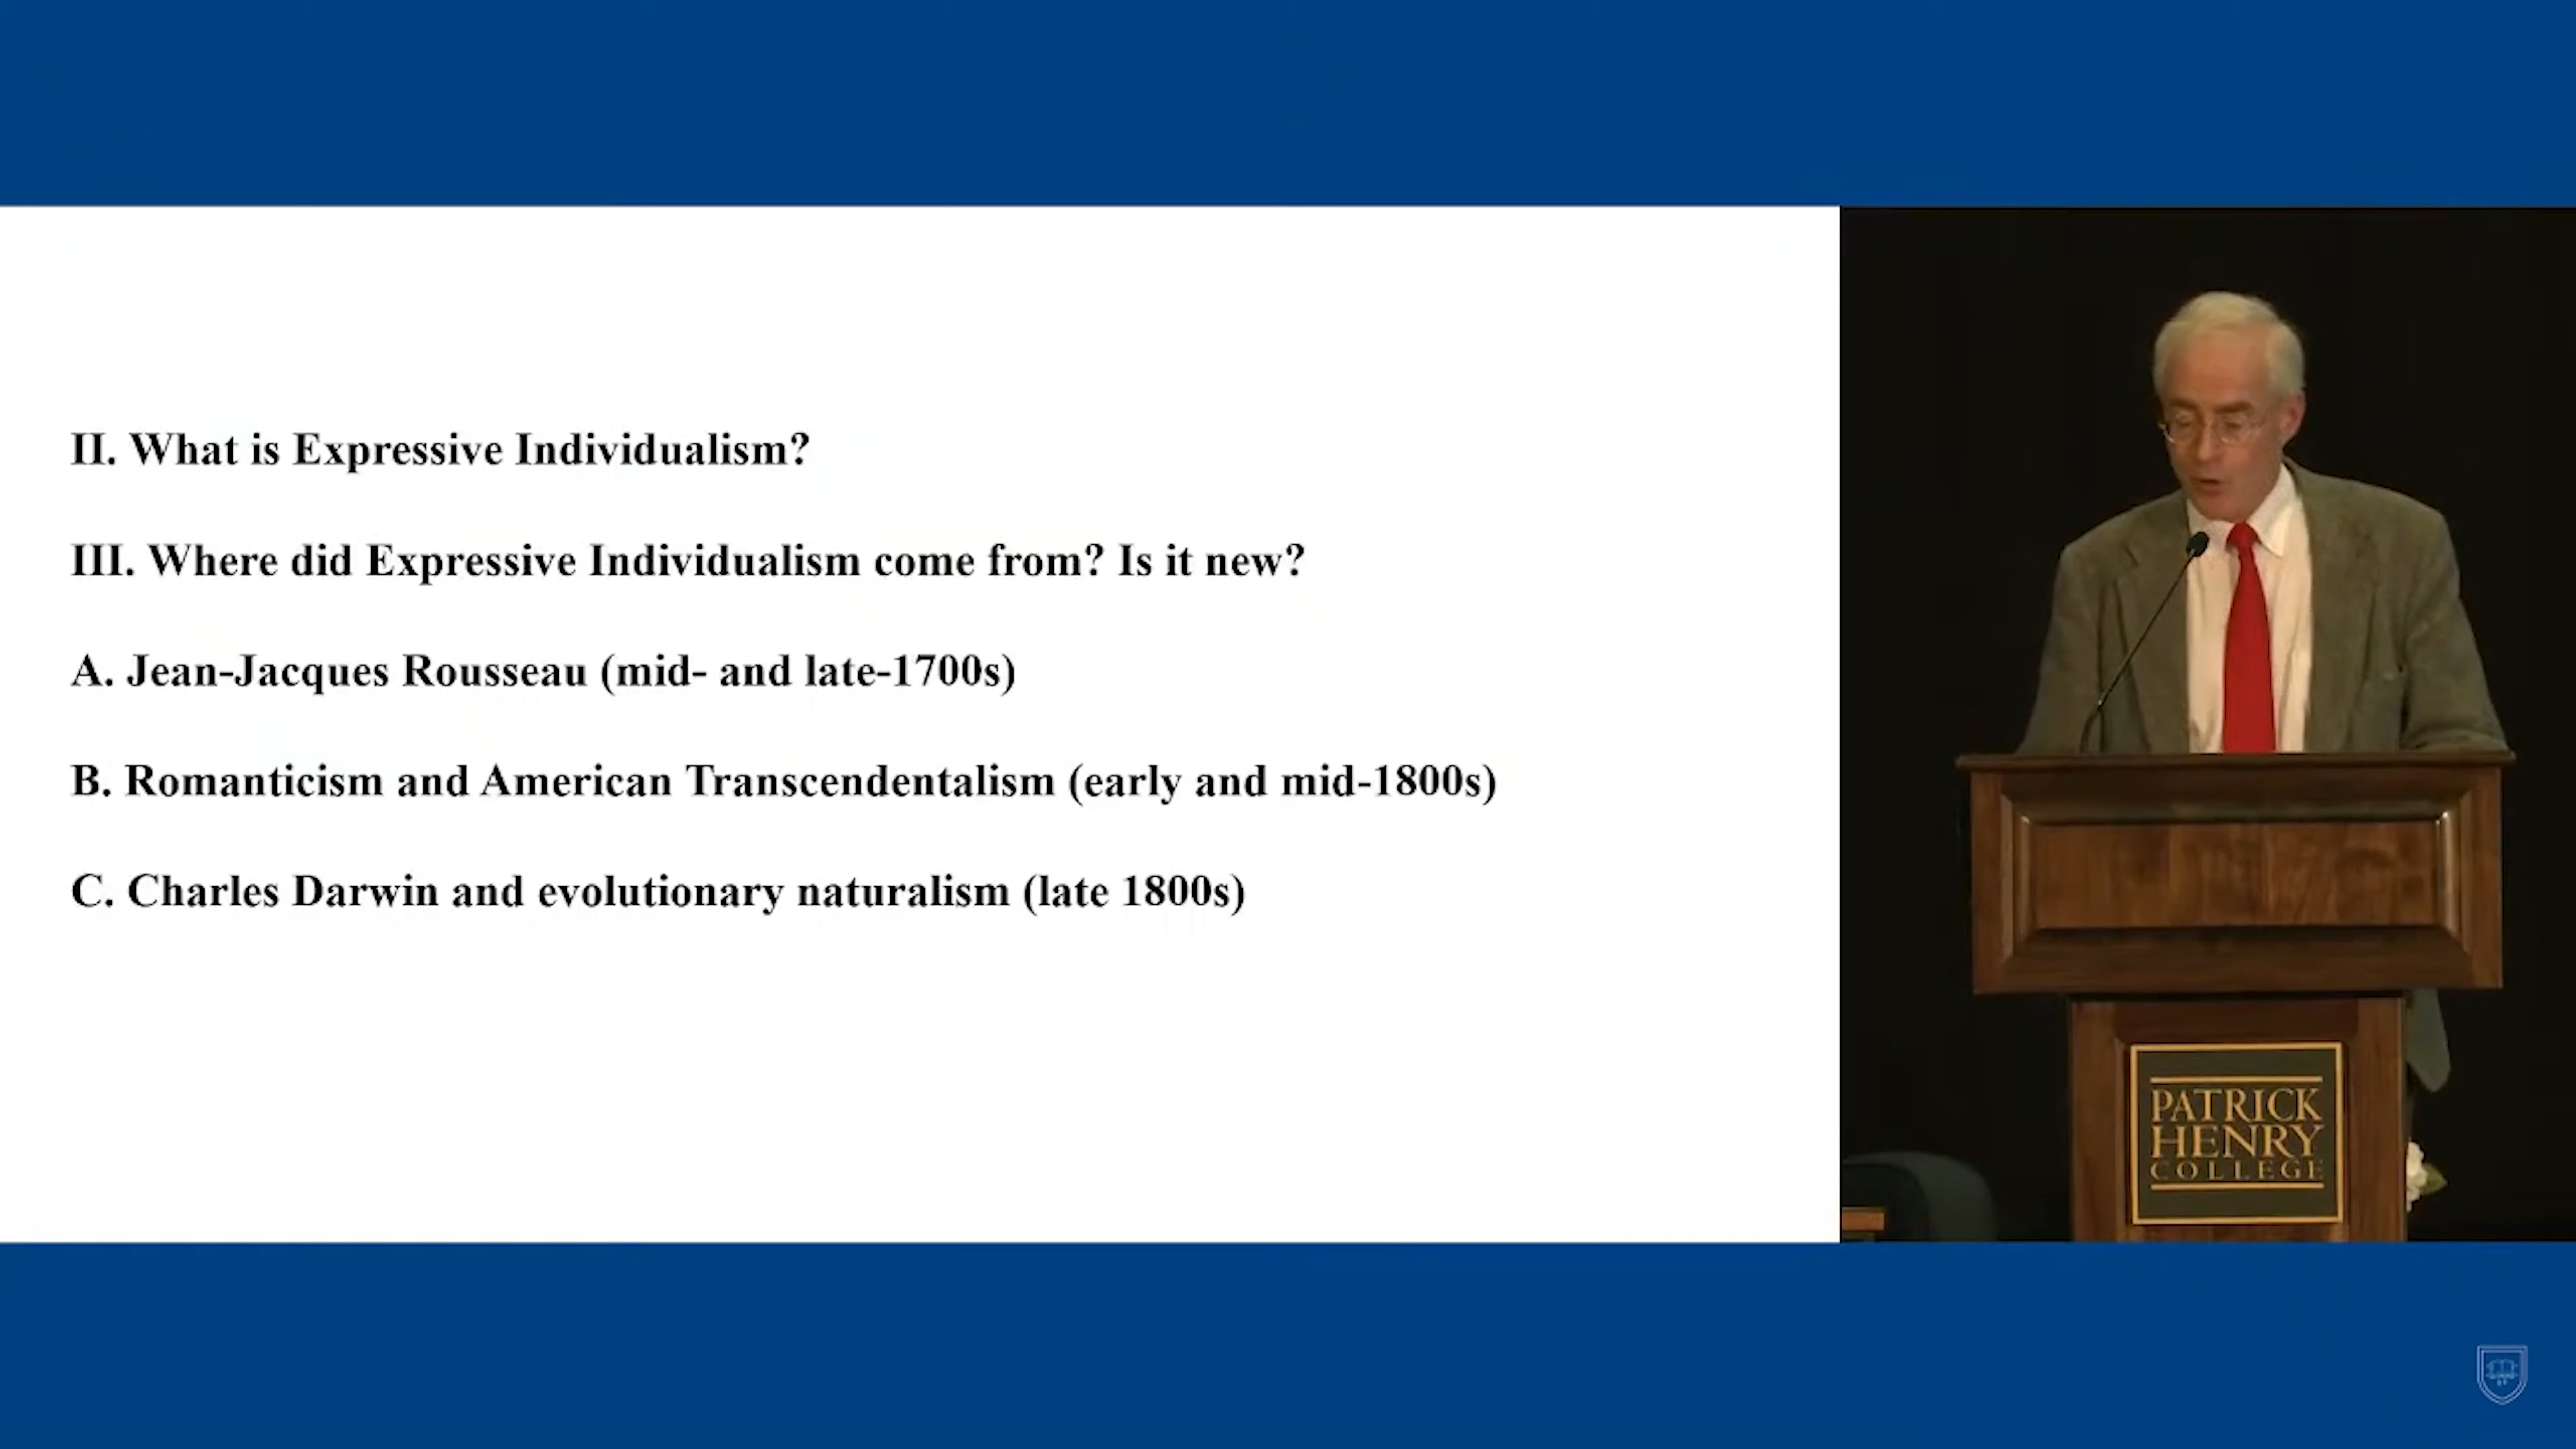 II. What is Expressive Individualism?
III. Where did Expressive Individualism come from? Is it new?
A. Jean-Jacques Rousseau (mid- and late-1700s)
B. Romanticism and American Transcendentalism (early and mid-1800s)
C. Charles Darwin and evolutionary naturalism (late 1800s)
PATRICK
HENRY
COLLEGE